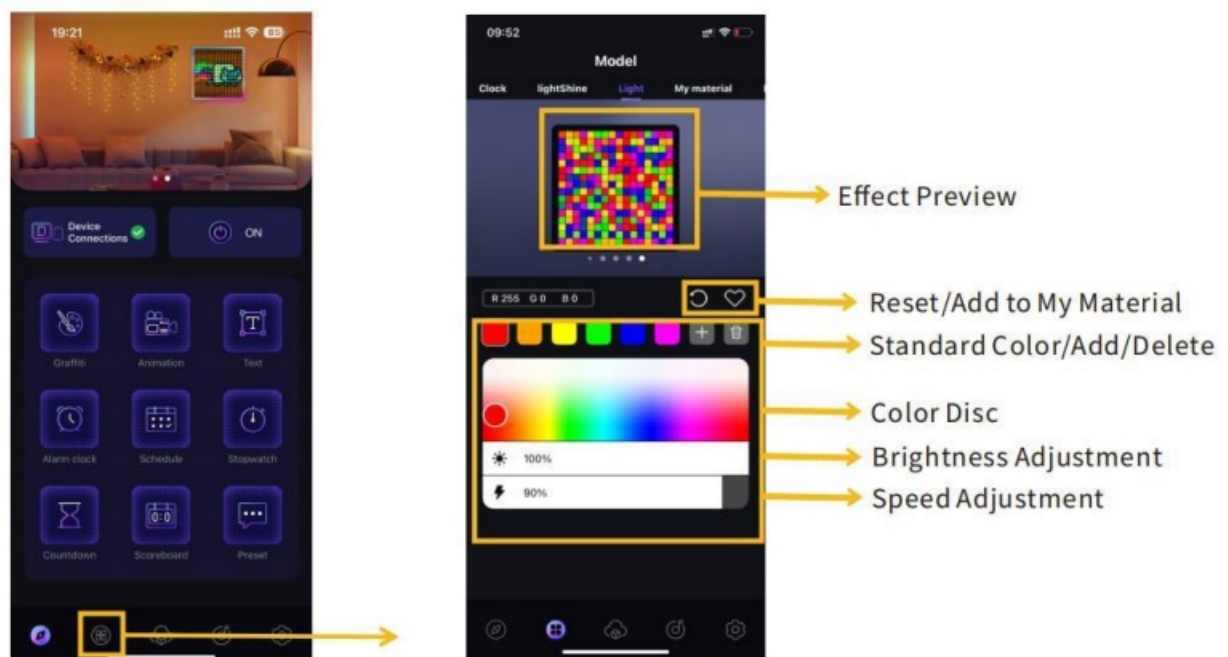 19:21
85
Device
Connections
ON
Graffiti
Animation
Text
Alarm clock
Schedule
Stopwatch
Countdown
Scoreboard
Preset
09:52
Model
Clock
lightShine
Light
My material
R 255 G 0 B 0
100%
90%
Effect Preview
Reset/Add to My Material
Standard Color/Add/Delete
Color Disc
Brightness Adjustment
Speed Adjustment